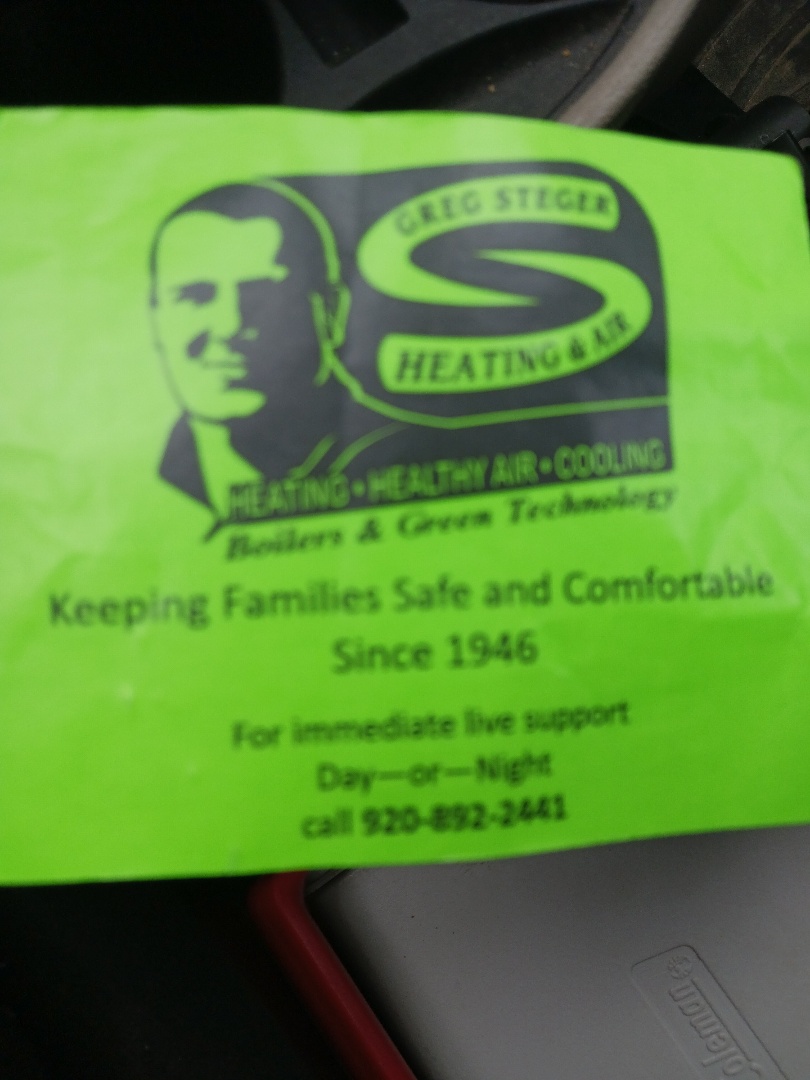 GREG STEGER
HEATING & AIR
HEATING • HEALTHY AIR • COOLING
Boilers & Green Technology
Keeping Families Safe and Comfortable
Since 1946
For immediate live support
Day—or—Night
call 920-892-2441
Coleman